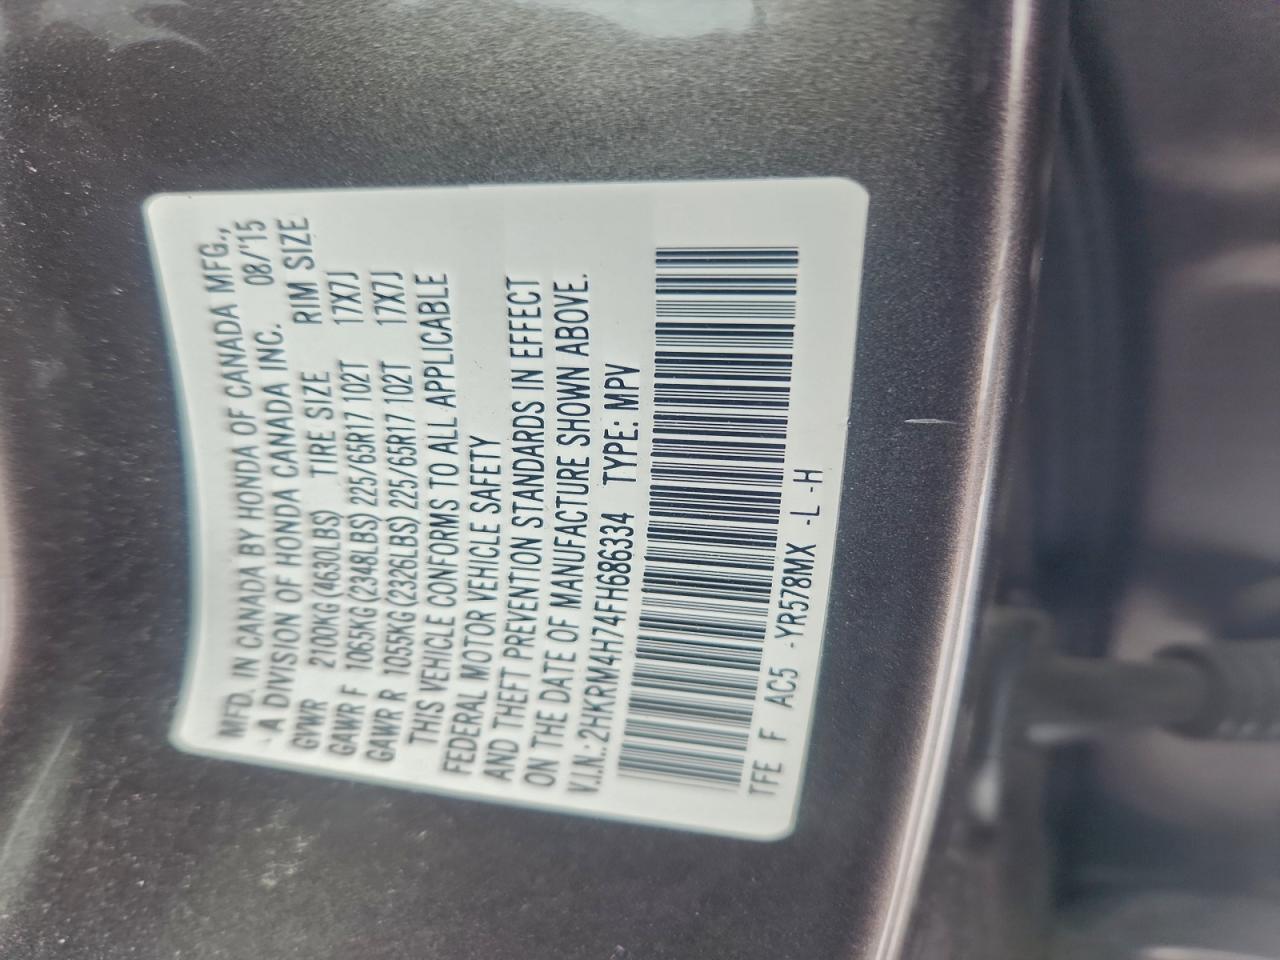 MFD. IN CANADA BY HONDA OF CANADA MFG.,
A DIVISION OF HONDA CANADA INC. 08/'15
GVWR 2100KG (4630LBS) TIRE SIZE RIM SIZE
GAWR F 1065KG (2348LBS) 225/65R17 102T 17X7J
GAWR R 1055KG (2326LBS) 225/65R17 102T 17X7J
THIS VEHICLE CONFORMS TO ALL APPLICABLE
FEDERAL MOTOR VEHICLE SAFETY
AND THEFT PREVENTION STANDARDS IN EFFECT
ON THE DATE OF MANUFACTURE SHOWN ABOVE.
V.I.N.: 2HKRM4H74FH686334 TYPE: MPV
TFE F AC5 -YR578MX -L -H